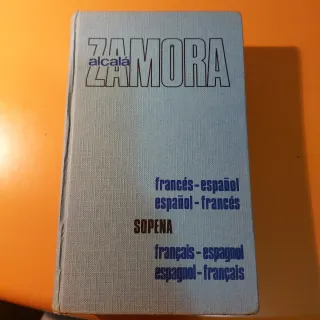 ZAMORA
alcalá
francés-español
español-francés
SOPENA
français-espagnol
espagnol-français